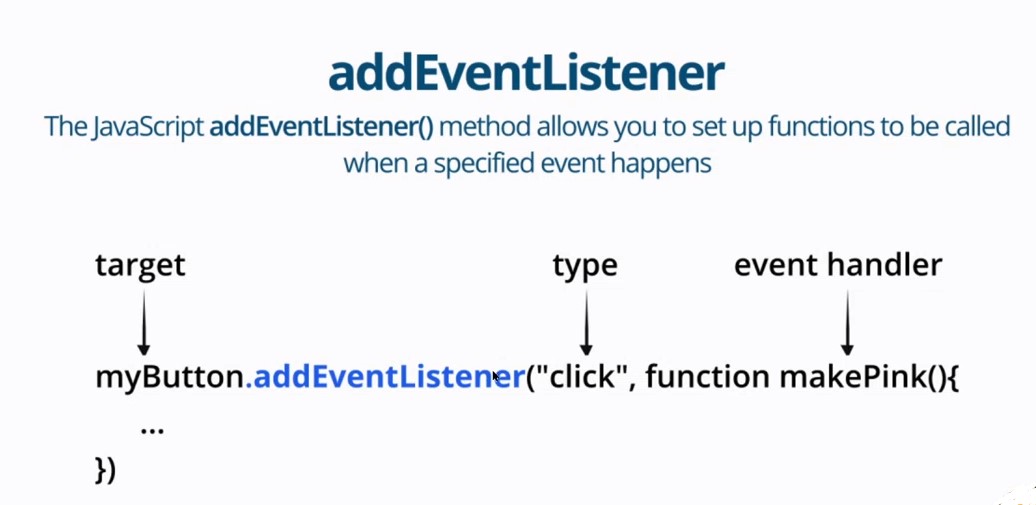 addEventListener
The JavaScript addEventListener() method allows you to set up functions to be called
when a specified event happens
target type event handler
myButton.addEventListener("click", function makePink(){
...
})